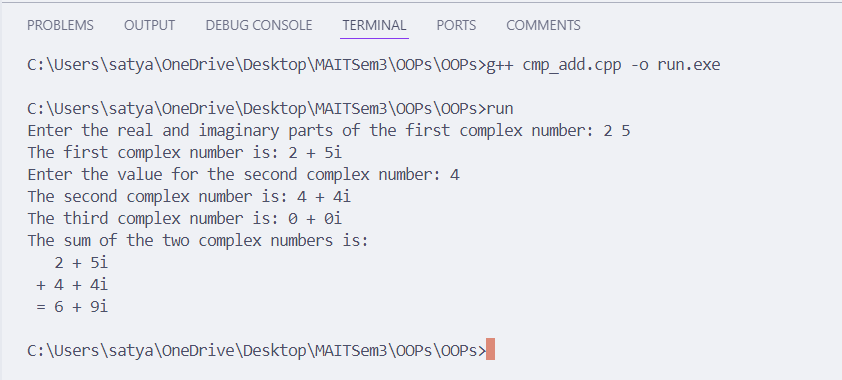 PROBLEMS OUTPUT DEBUG CONSOLE TERMINAL PORTS COMMENTS
C:\Users\satya\OneDrive\Desktop\MAITSem3\OOPs\OOPs>g++ cmp_add.cpp -o run.exe
C:\Users\satya\OneDrive\Desktop\MAITSem3\OOPs\OOPs>run
Enter the real and imaginary parts of the first complex number: 2 5
The first complex number is: 2 + 5i
Enter the value for the second complex number: 4
The second complex number is: 4 + 4i
The third complex number is: 0 + 0i
The sum of the two complex numbers is:
   2 + 5i
 + 4 + 4i
 = 6 + 9i
C:\Users\satya\OneDrive\Desktop\MAITSem3\OOPs\OOPs>